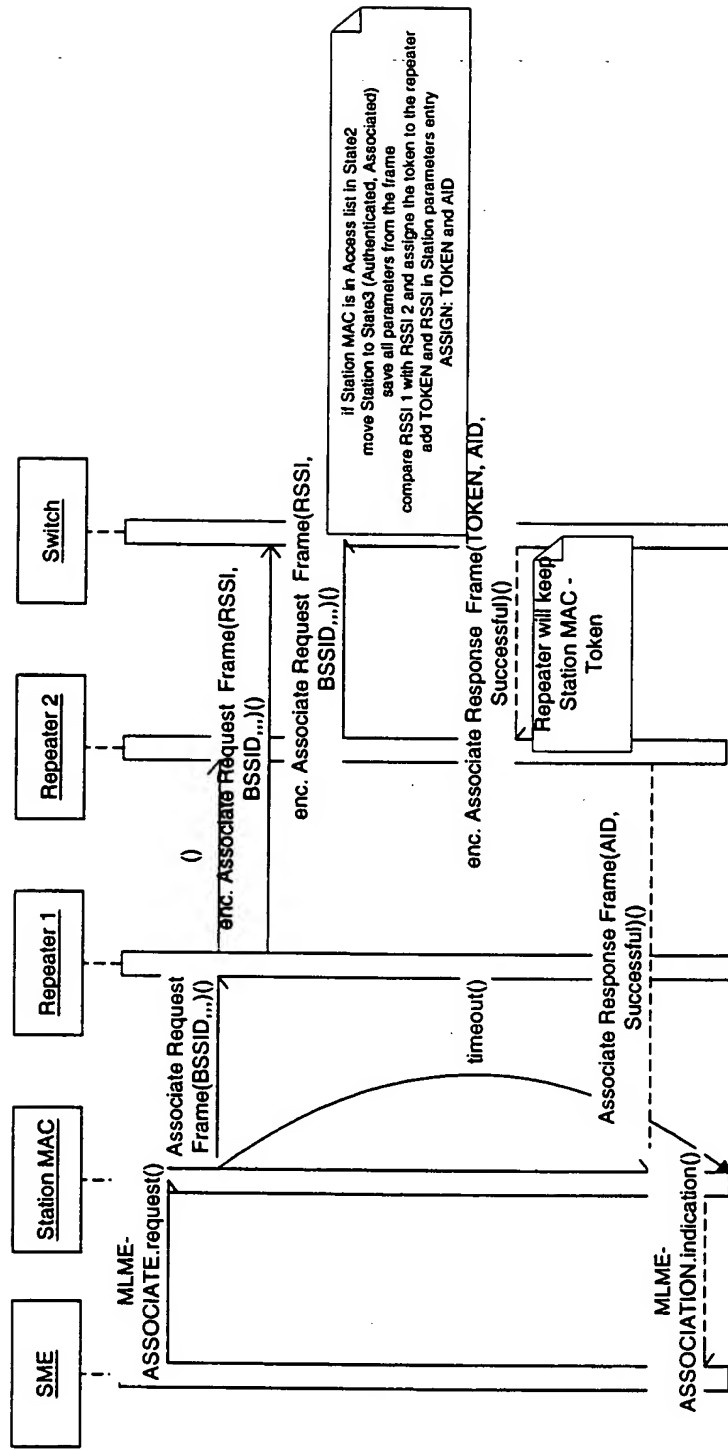 SME
Station MAC
Repeater 1
Repeater 2
Switch
MLME-
ASSOCIATE.request()
Associate Request
Frame(BSSID,,,)()
()
enc. Associate Request Frame(RSSI,
BSSID,,,)()
enc. Associate Request Frame(RSSI,
BSSID,,,)()
if Station MAC is in Access list in State2
move Station to State3 (Authenticated, Associated)
save all parameters from the frame
compare RSSI 1 with RSSI 2 and assigne the token to the repeater
add TOKEN and RSSI in Station parameters entry
ASSIGN: TOKEN and AID
timeout()
enc. Associate Response Frame(TOKEN, AID,
Successful)()
Repeater will keep
Station MAC -
Token
Associate Response Frame(AID,
Successful)()
MLME-
ASSOCIATION.indication()